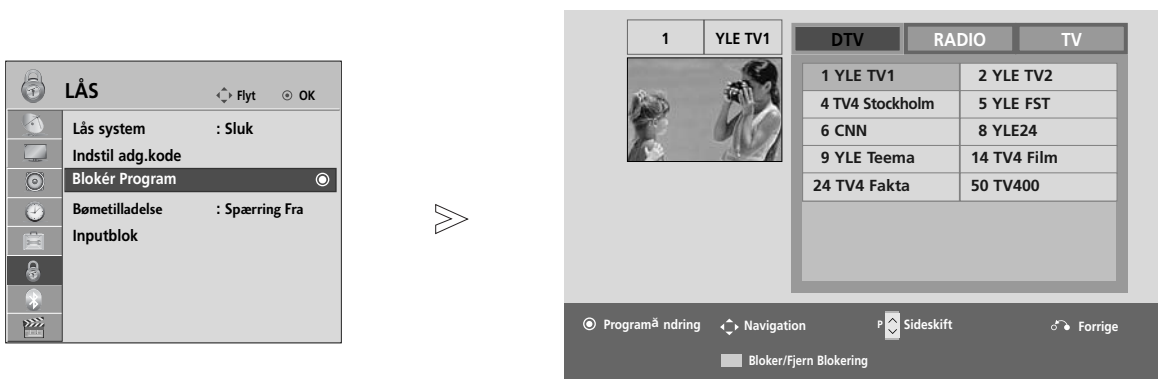 LÅS
Flyt OK
Lås system : Sluk
Indstil adg.kode
Blokér Program
Bømetilladelse : Spærring Fra
Inputblok
1 YLE TV1
DTV RADIO TV
1 YLE TV1 2 YLE TV2
4 TV4 Stockholm 5 YLE FST
6 CNN 8 YLE24
9 YLE Teema 14 TV4 Film
24 TV4 Fakta 50 TV400
Programă ndring Navigation P Sideskift Forrige
Bloker/Fjern Blokering